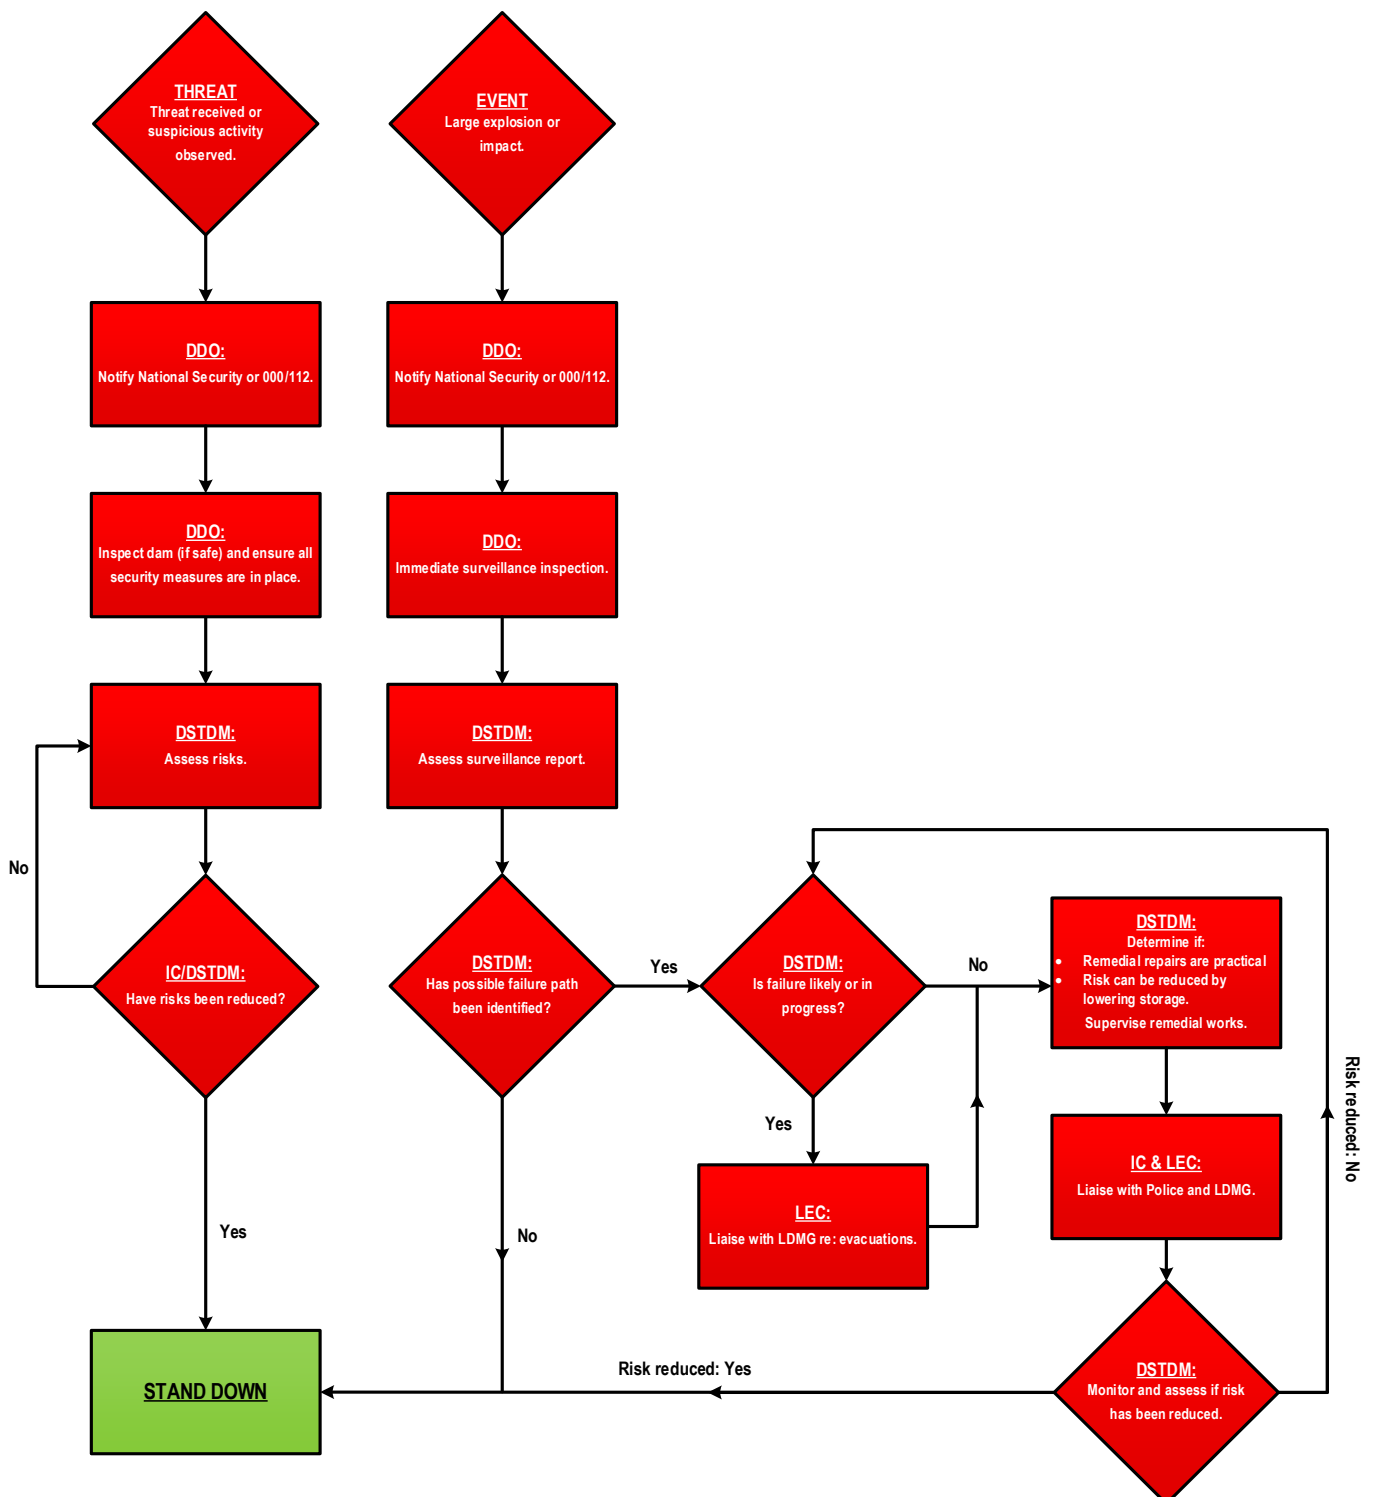 THREAT
Threat received or
suspicious activity
observed.
EVENT
Large explosion or
impact.
DDO:
Notify National Security or 000/112.
DDO:
Notify National Security or 000/112.
DDO:
Inspect dam (if safe) and ensure all
security measures are in place.
DDO:
Immediate surveillance inspection.
DSTDM:
Assess risks.
DSTDM:
Assess surveillance report.
No
IC/DSTDM:
Have risks been reduced?
DSTDM:
Has possible failure path
been identified?
Yes
DSTDM:
Is failure likely or in
progress?
No
DSTDM:
Determine if:
• Remedial repairs are practical
• Risk can be reduced by
lowering storage.
Supervise remedial works.
Risk reduced: No
Yes
IC & LEC:
Liaise with Police and LDMG.
LEC:
Liaise with LDMG re: evacuations.
Yes
No
Risk reduced: Yes
STAND DOWN
DSTDM:
Monitor and assess if risk
has been reduced.